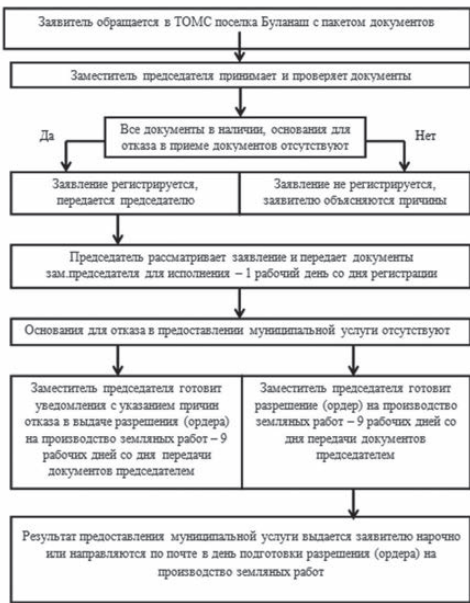 Заявитель обращается в ТОМС поселка Буланаш с пакетом документов
Заместитель председателя принимает и проверяет документы
Да
Все документы в наличии, основания для
отказа в приеме документов отсутствуют
Нет
Заявление регистрируется,
передается председателю
Заявление не регистрируется,
заявителю объясняются причины
Председатель рассматривает заявление и передает документы
зам.председателя для исполнения – 1 рабочий день со дня регистрации
Основания для отказа в предоставлении муниципальной услуги отсутствуют
Заместитель председателя готовит
уведомления с указанием причин
отказа в выдаче разрешения (ордера)
на производство земляных работ – 9
рабочих дней со дня передачи
документов председателем
Заместитель председателя готовит
разрешение (ордер) на производство
земляных работ – 9 рабочих дней со
дня передачи документов
председателем
Результат предоставления муниципальной услуги выдается заявителю нарочно
или направляются по почте в день подготовки разрешения (ордера) на
производство земляных работ